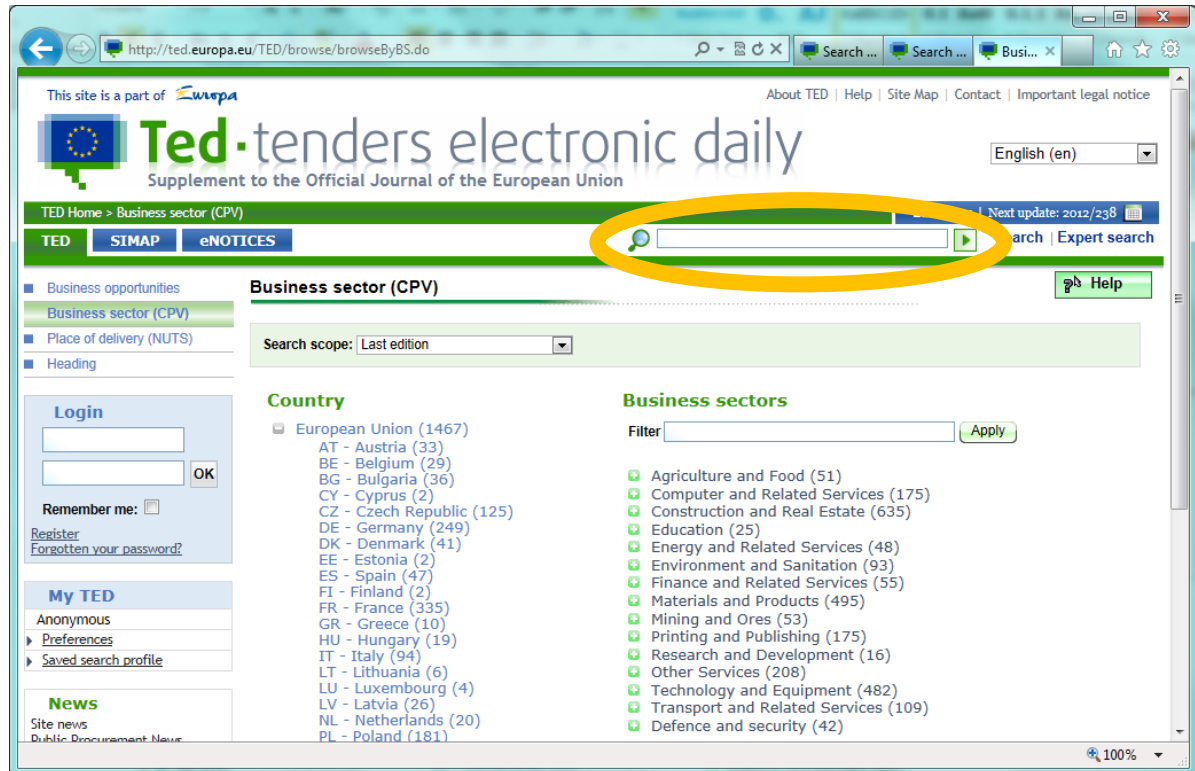 http://ted.europa.eu/TED/browse/browseByBS.do
Search ...
Search ...
Busi...
This site is a part of Europa
About TED | Help | Site Map | Contact | Important legal notice
Ted·tenders electronic daily
Supplement to the Official Journal of the European Union
English (en)
TED Home > Business sector (CPV)
| Next update: 2012/238
TED SIMAP eNOTICES
arch | Expert search
Business opportunities
Business sector (CPV)
Place of delivery (NUTS)
Heading
Business sector (CPV)
Help
Search scope: Last edition
Login
OK
Remember me:
Register
Forgotten your password?
My TED
Anonymous
Preferences
Saved search profile
News
Site news
Public Procurement News
Country
European Union (1467)
AT - Austria (33)
BE - Belgium (29)
BG - Bulgaria (36)
CY - Cyprus (2)
CZ - Czech Republic (125)
DE - Germany (249)
DK - Denmark (41)
EE - Estonia (2)
ES - Spain (47)
FI - Finland (2)
FR - France (335)
GR - Greece (10)
HU - Hungary (19)
IT - Italy (94)
LT - Lithuania (6)
LU - Luxembourg (4)
LV - Latvia (26)
NL - Netherlands (20)
PL - Poland (181)
Business sectors
Filter
Apply
Agriculture and Food (51)
Computer and Related Services (175)
Construction and Real Estate (635)
Education (25)
Energy and Related Services (48)
Environment and Sanitation (93)
Finance and Related Services (55)
Materials and Products (495)
Mining and Ores (53)
Printing and Publishing (175)
Research and Development (16)
Other Services (208)
Technology and Equipment (482)
Transport and Related Services (109)
Defence and security (42)
100%